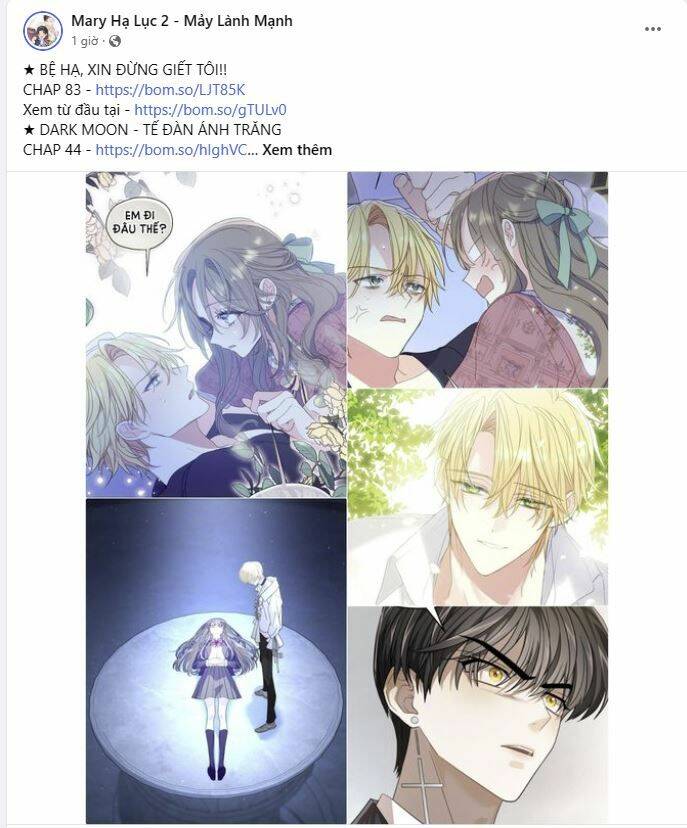 Mary Hạ Lục 2 - Mảy Lành Mạnh
1 giờ ·
★ BỆ HẠ, XIN ĐỪNG GIẾT TÔI!!
CHAP 83 - https://bom.so/LJT85K
Xem từ đầu tại - https://bom.so/gTULv0
★ DARK MOON - TẾ ĐÀN ÁNH TRĂNG
CHAP 44 - https://bom.so/hlghVC... Xem thêm
EM ĐI
ĐÂU THẾ?